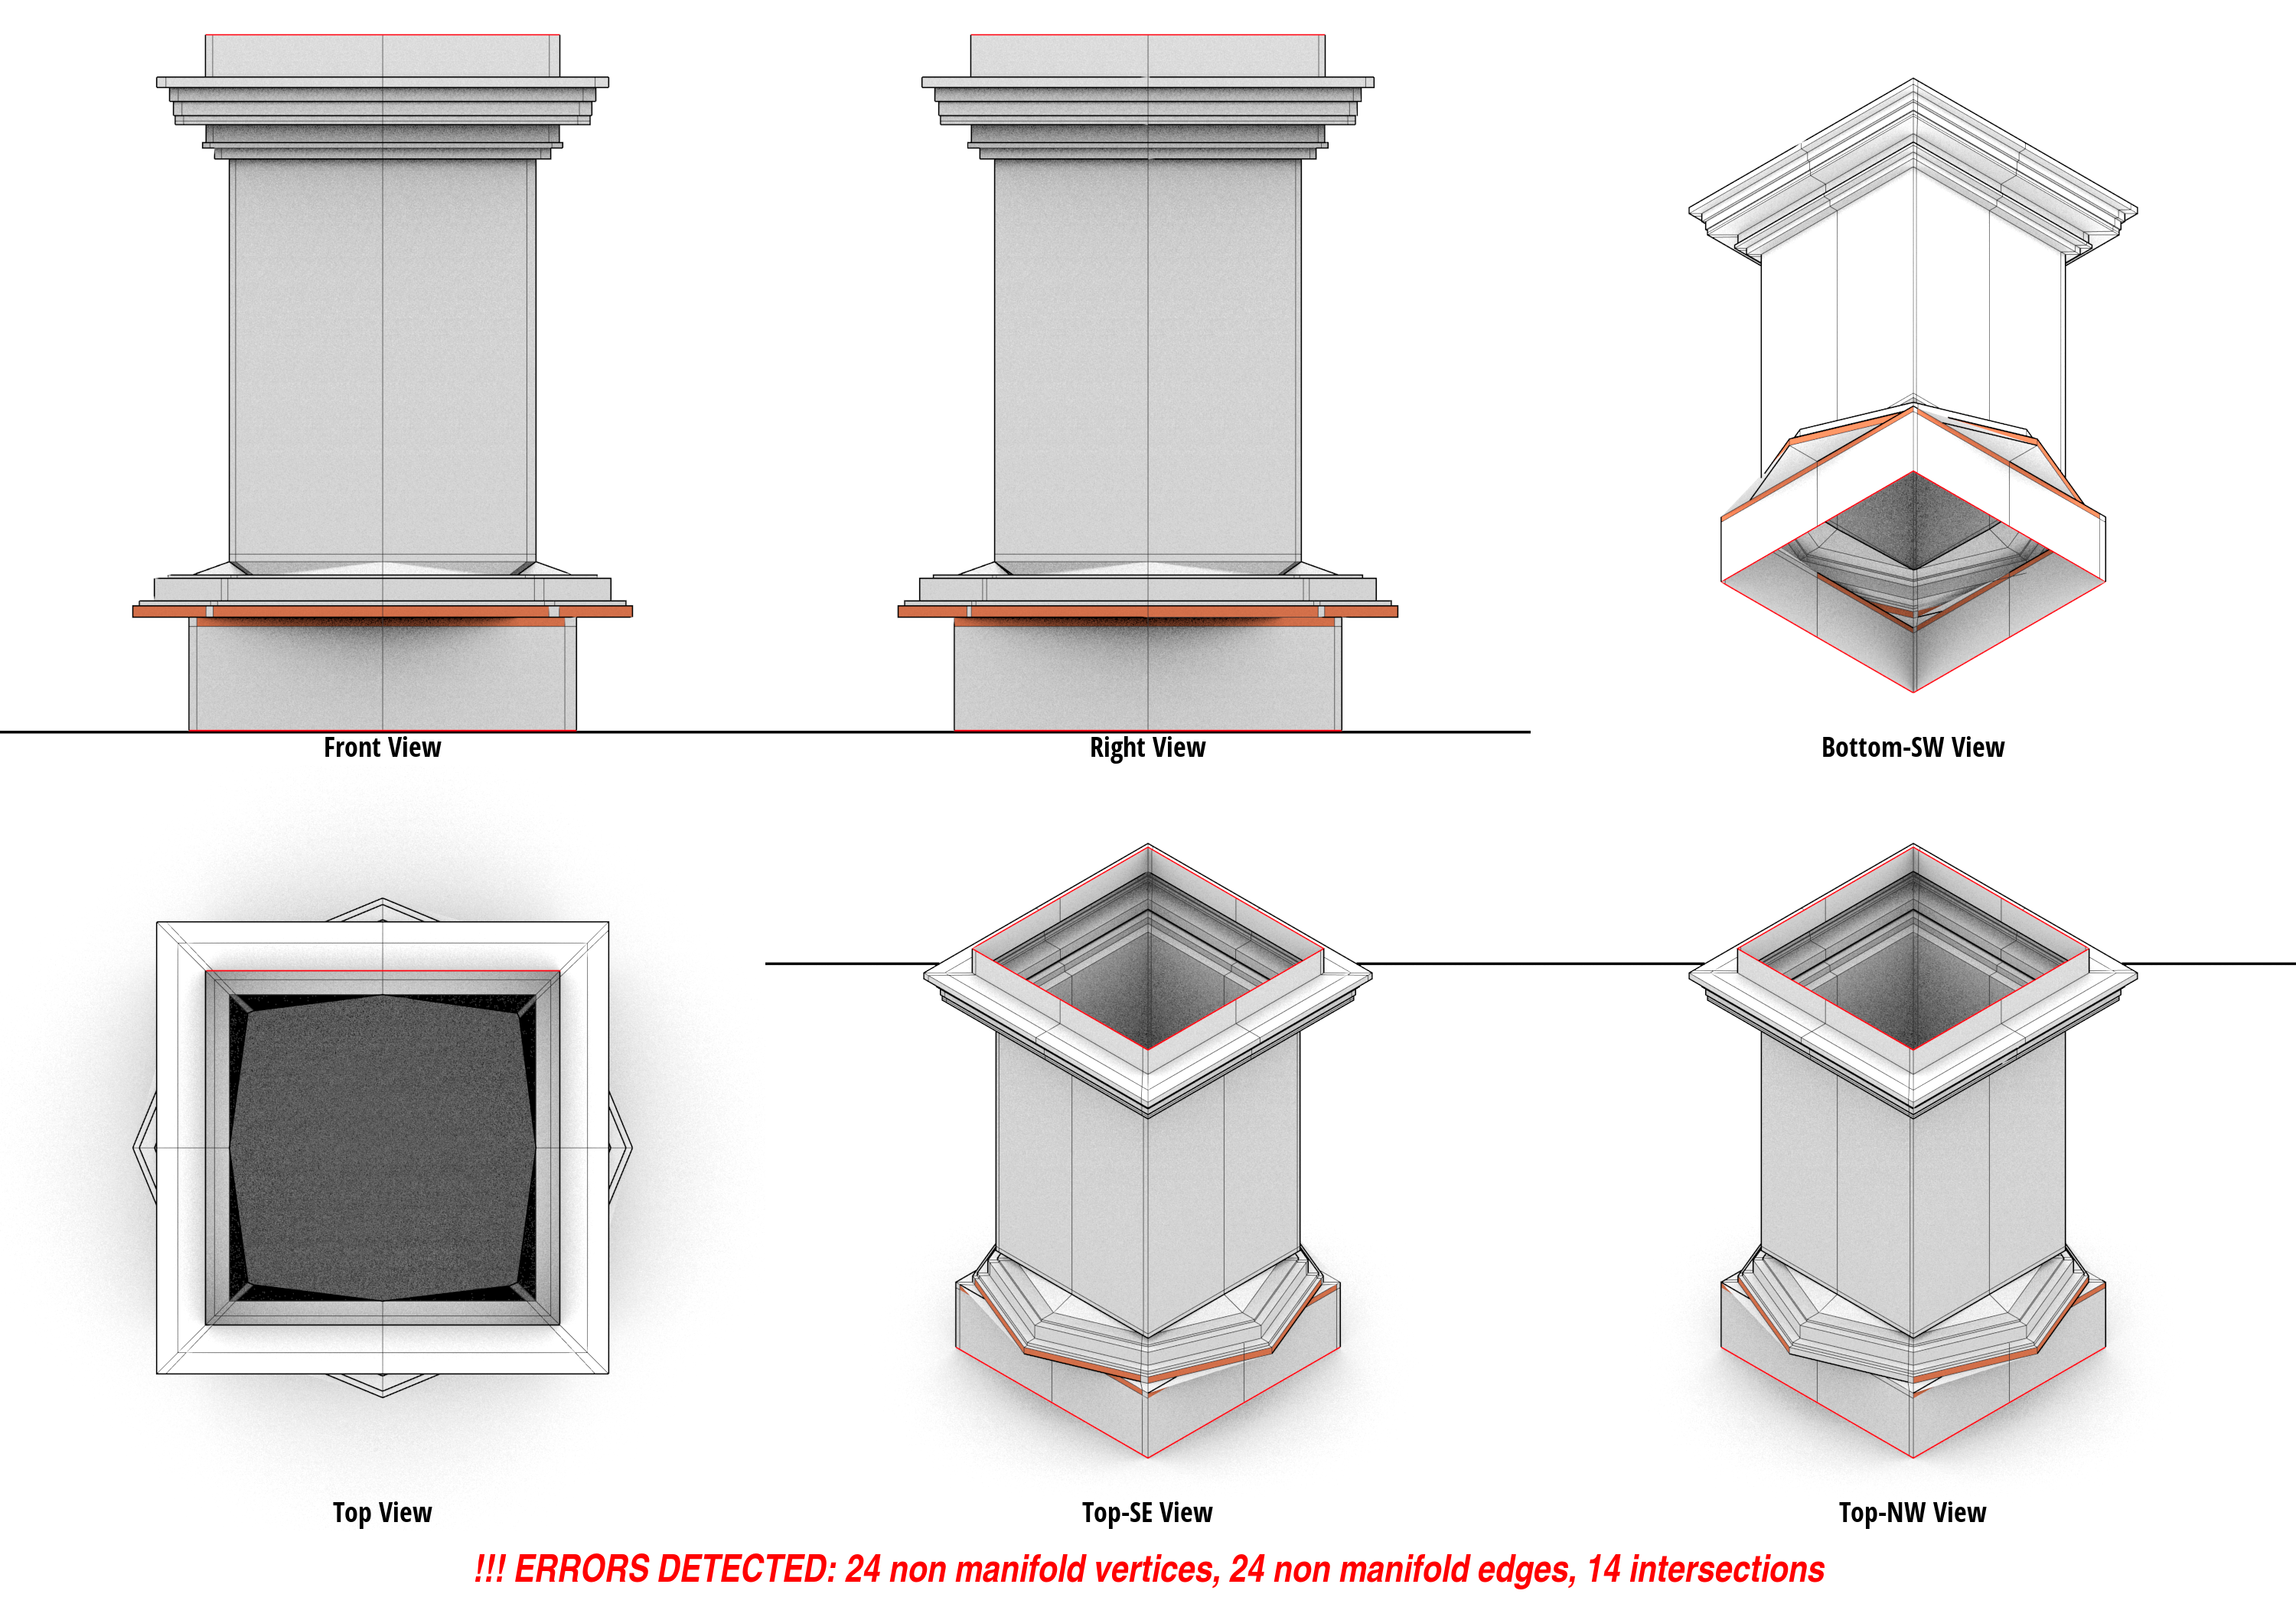 Front View
Right View
Bottom-SW View
Top View
Top-SE View
Top-NW View
!!! ERRORS DETECTED: 24 non manifold vertices, 24 non manifold edges, 14 intersections